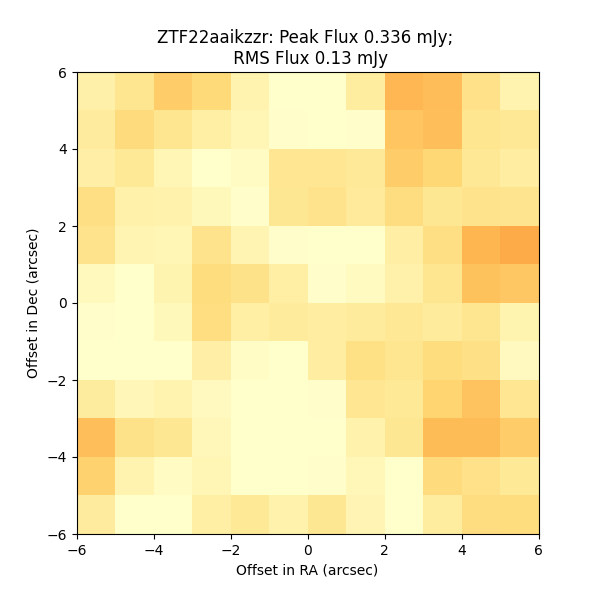 ZTF22aaikzzr: Peak Flux 0.336 mJy;
RMS Flux 0.13 mJy
6
4
2
0
−2
−4
−6
Offset in Dec (arcsec)
−6 −4 −2 0 2 4 6
Offset in RA (arcsec)